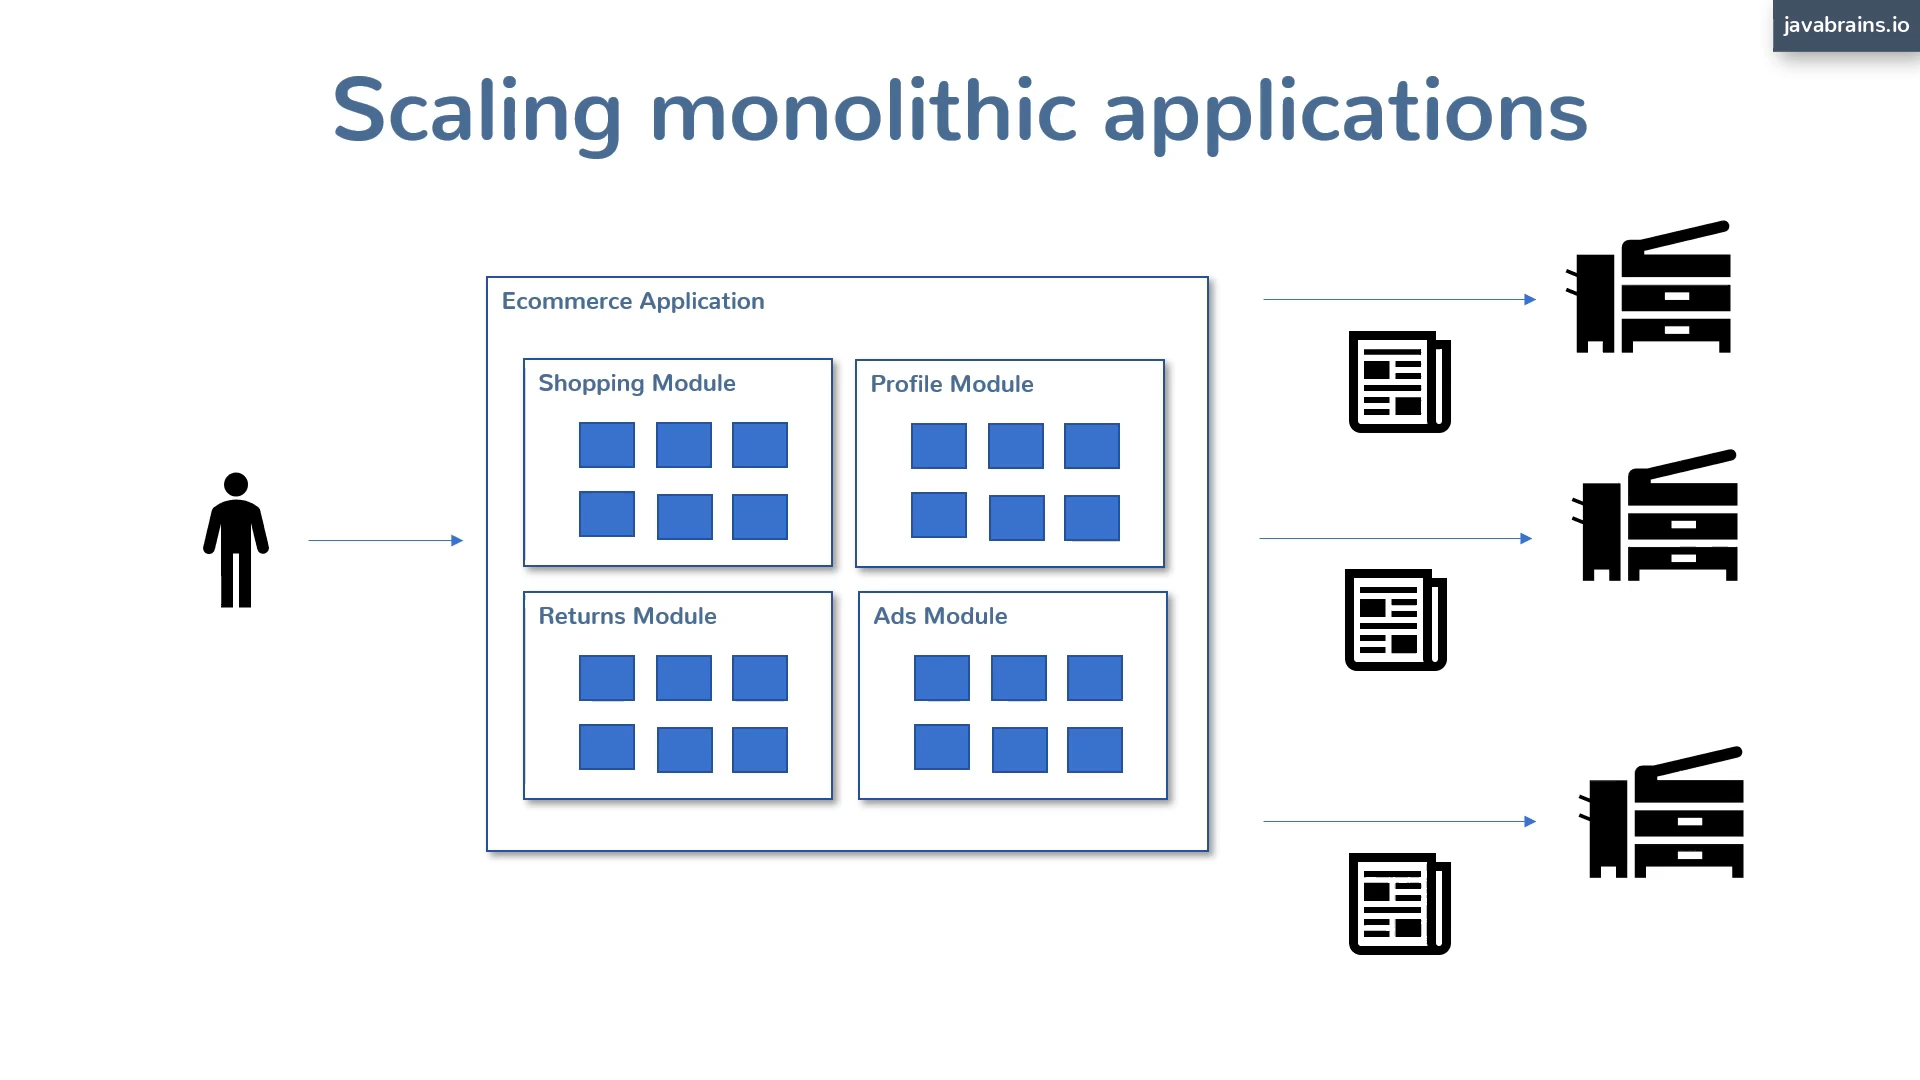 javabrains.io
Scaling monolithic applications
Ecommerce Application
Shopping Module
Profile Module
Returns Module
Ads Module